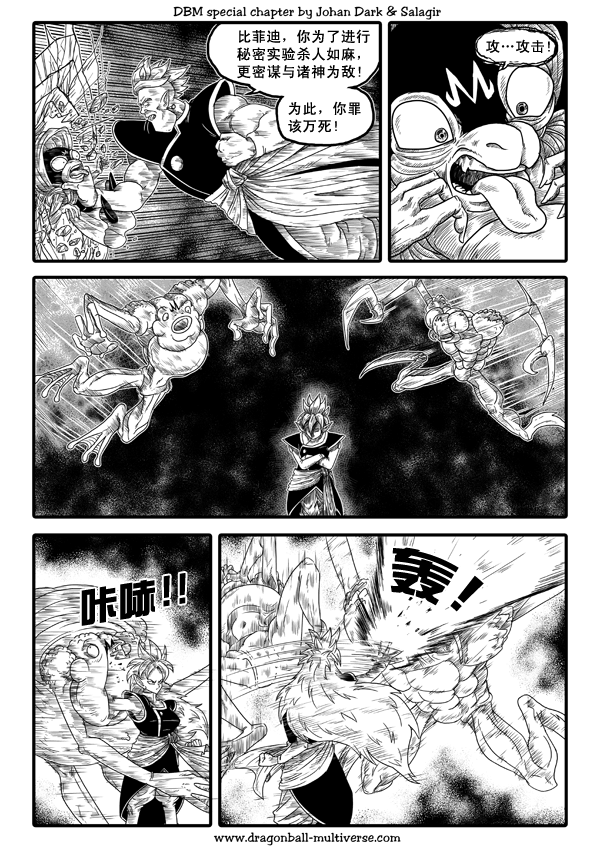 DBM special chapter by Johan Dark & Salagir
比菲迪，你为了进行
秘密实验杀人如麻，
更密谋与诸神为敌！
为此，你罪
该万死！
攻…攻击！
咔哧!!
轰！
www.dragonball-multiverse.com